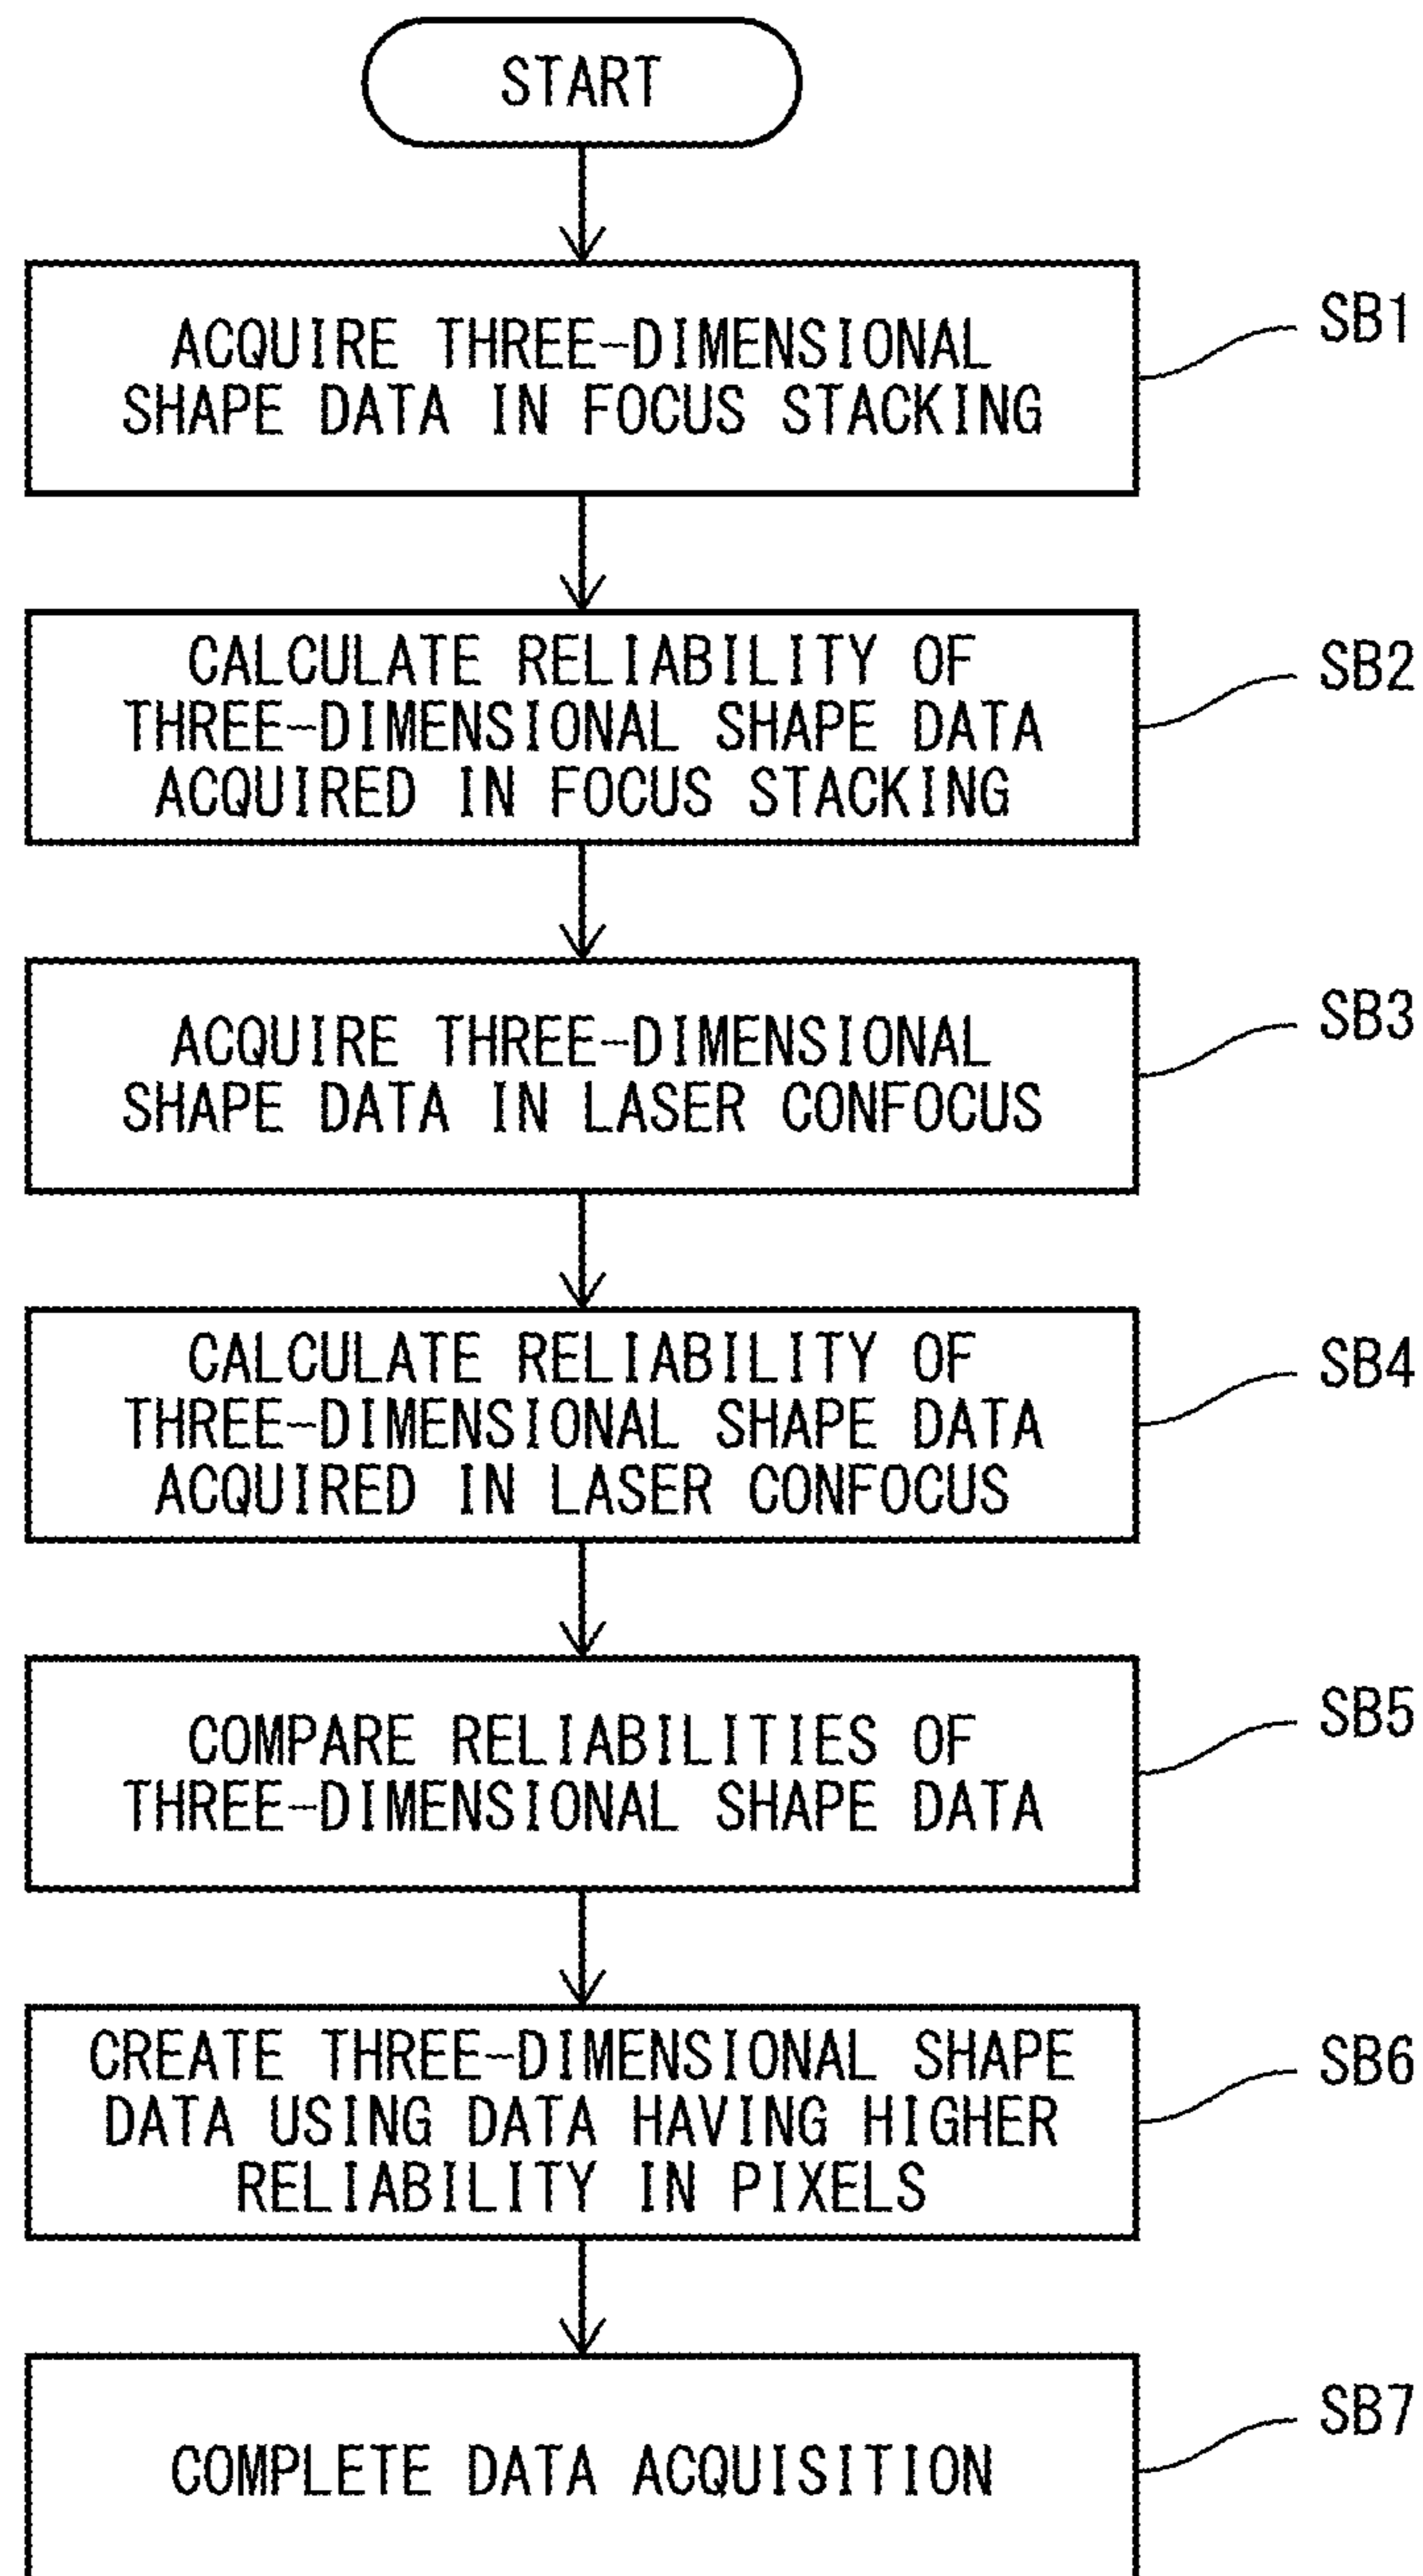 START
ACQUIRE THREE-DIMENSIONAL
SHAPE DATA IN FOCUS STACKING
SB1
CALCULATE RELIABILITY OF
THREE-DIMENSIONAL SHAPE DATA
ACQUIRED IN FOCUS STACKING
SB2
ACQUIRE THREE-DIMENSIONAL
SHAPE DATA IN LASER CONFOCUS
SB3
CALCULATE RELIABILITY OF
THREE-DIMENSIONAL SHAPE DATA
ACQUIRED IN LASER CONFOCUS
SB4
COMPARE RELIABILITIES OF
THREE-DIMENSIONAL SHAPE DATA
SB5
CREATE THREE-DIMENSIONAL SHAPE
DATA USING DATA HAVING HIGHER
RELIABILITY IN PIXELS
SB6
COMPLETE DATA ACQUISITION
SB7